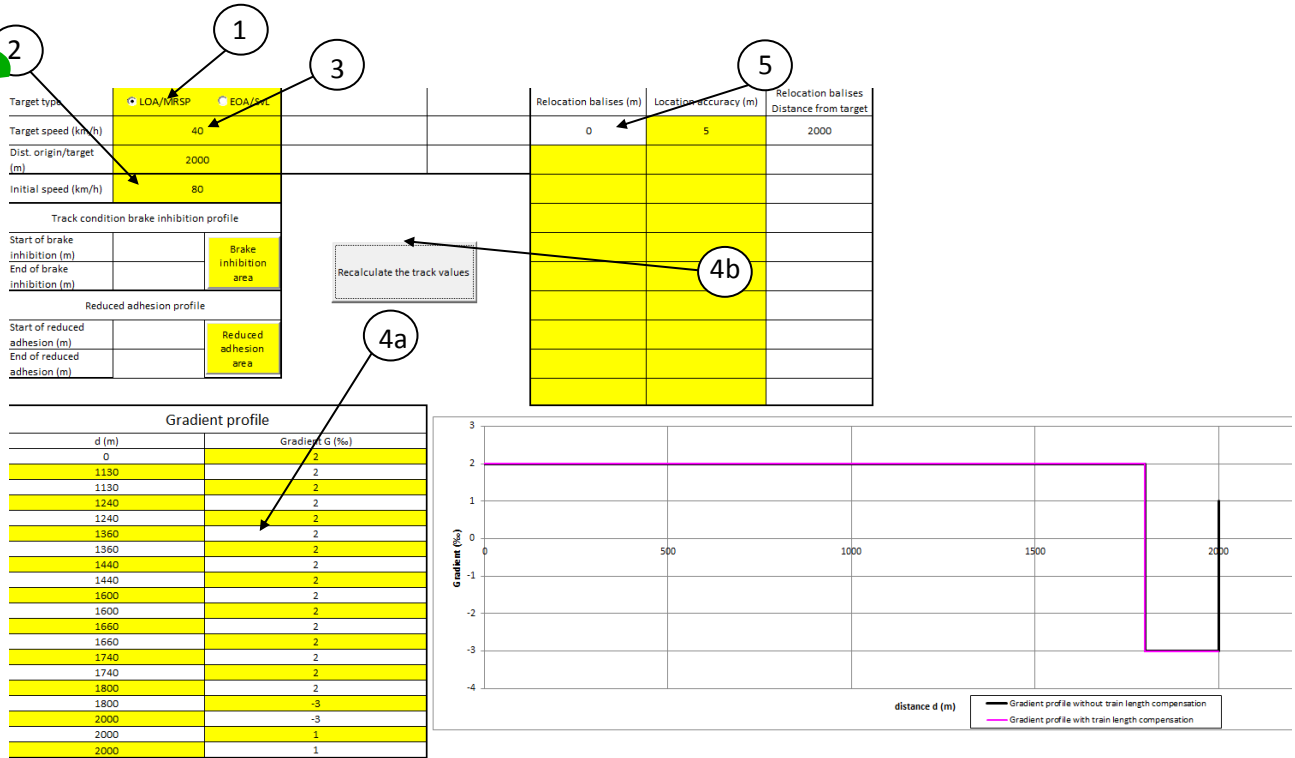 1
2
3
5
Target type
LOA/MRSP
EOA/SvL
Relocation balises (m)
Location accuracy (m)
Relocation balises
Distance from target
Target speed (km/h)
40
0
5
2000
Dist. origin/target
(m)
2000
Initial speed (km/h)
80
Track condition brake inhibition profile
Start of brake
inhibition (m)
End of brake
inhibition (m)
Brake
inhibition
area
Recalculate the track values
4b
Reduced adhesion profile
Start of reduced
adhesion (m)
End of reduced
adhesion (m)
Reduced
adhesion
area
4a
Gradient profile
d (m) Gradient G (‰)
0 2
1130 2
1130 2
1240 2
1240 2
1360 2
1360 2
1440 2
1440 2
1600 2
1600 2
1660 2
1660 2
1740 2
1740 2
1800 2
1800 -3
2000 -3
2000 1
2000 1
3
2
1
0
-1
-2
-3
-4
Gradient (‰)
0 500 1000 1500 2000
distance d (m)
Gradient profile without train length compensation
Gradient profile with train length compensation